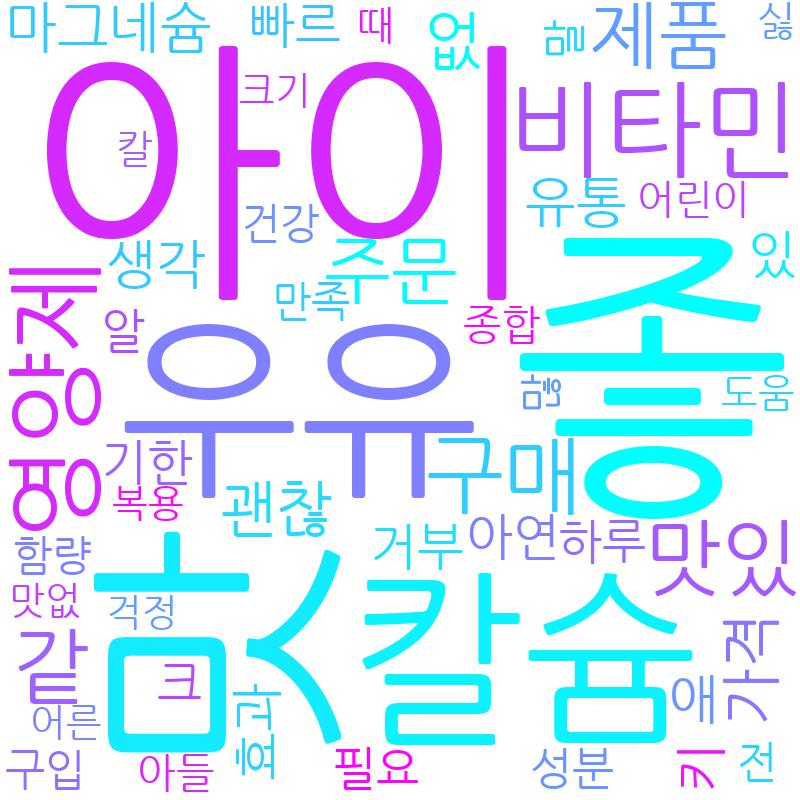 마그네슘
빠르
때
없
맘
제품
싫
아이
크기
칼
비타민
건강
유통
어린이
생각
주문
좋
있
영양제
만족
알
종합
우유
함
도움
기한
구매
복용
괜찮
함량
거부
아연
하루
맛있
맛없
걱정
맛
칼슘
같
크
효과
애
가격
어른
구입
아들
필요
성분
키
전